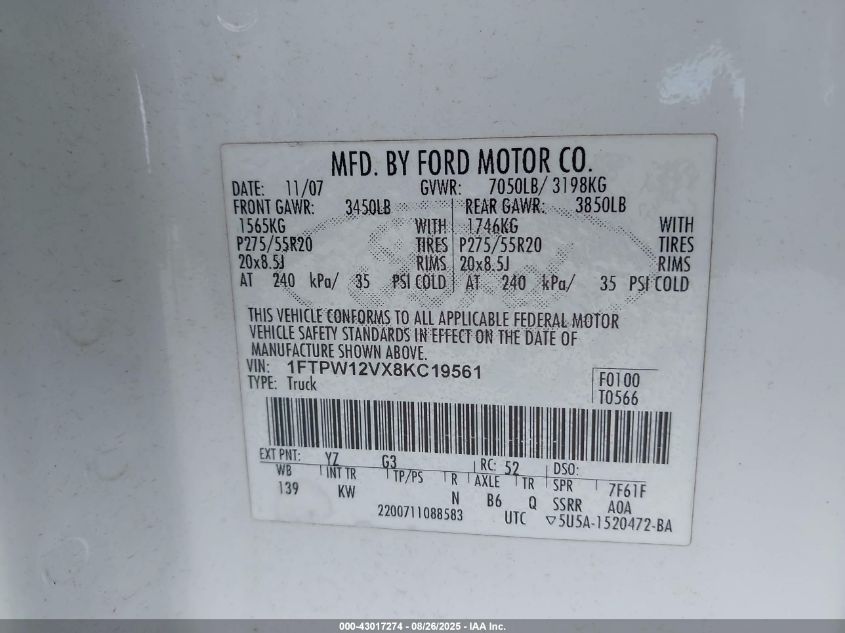 MFD. BY FORD MOTOR CO.
DATE: 11/07 GVWR: 7050LB/ 3198KG
FRONT GAWR: 3450LB REAR GAWR: 3850LB
1565KG WITH 1746KG WITH
P275/55R20 TIRES P275/55R20 TIRES
20x8.5J RIMS 20x8.5J RIMS
AT 240 kPa/ 35 PSI COLD AT 240 kPa/ 35 PSI COLD
THIS VEHICLE CONFORMS TO ALL APPLICABLE FEDERAL MOTOR
VEHICLE SAFETY STANDARDS IN EFFECT ON THE DATE OF
MANUFACTURE SHOWN ABOVE.
VIN: 1FTPW12VX8KC19561
TYPE: Truck
F0100
T0566
EXT PNT: YZ G3 RC: 52 DSO:
WB INT TR TP/PS R AXLE TR SPR 7F61F
139 KW N B6 Q SSRR A0A
2200711088583 UTC ▽5U5A-1520472-BA
000-43017274 - 08/26/2025 - IAA Inc.